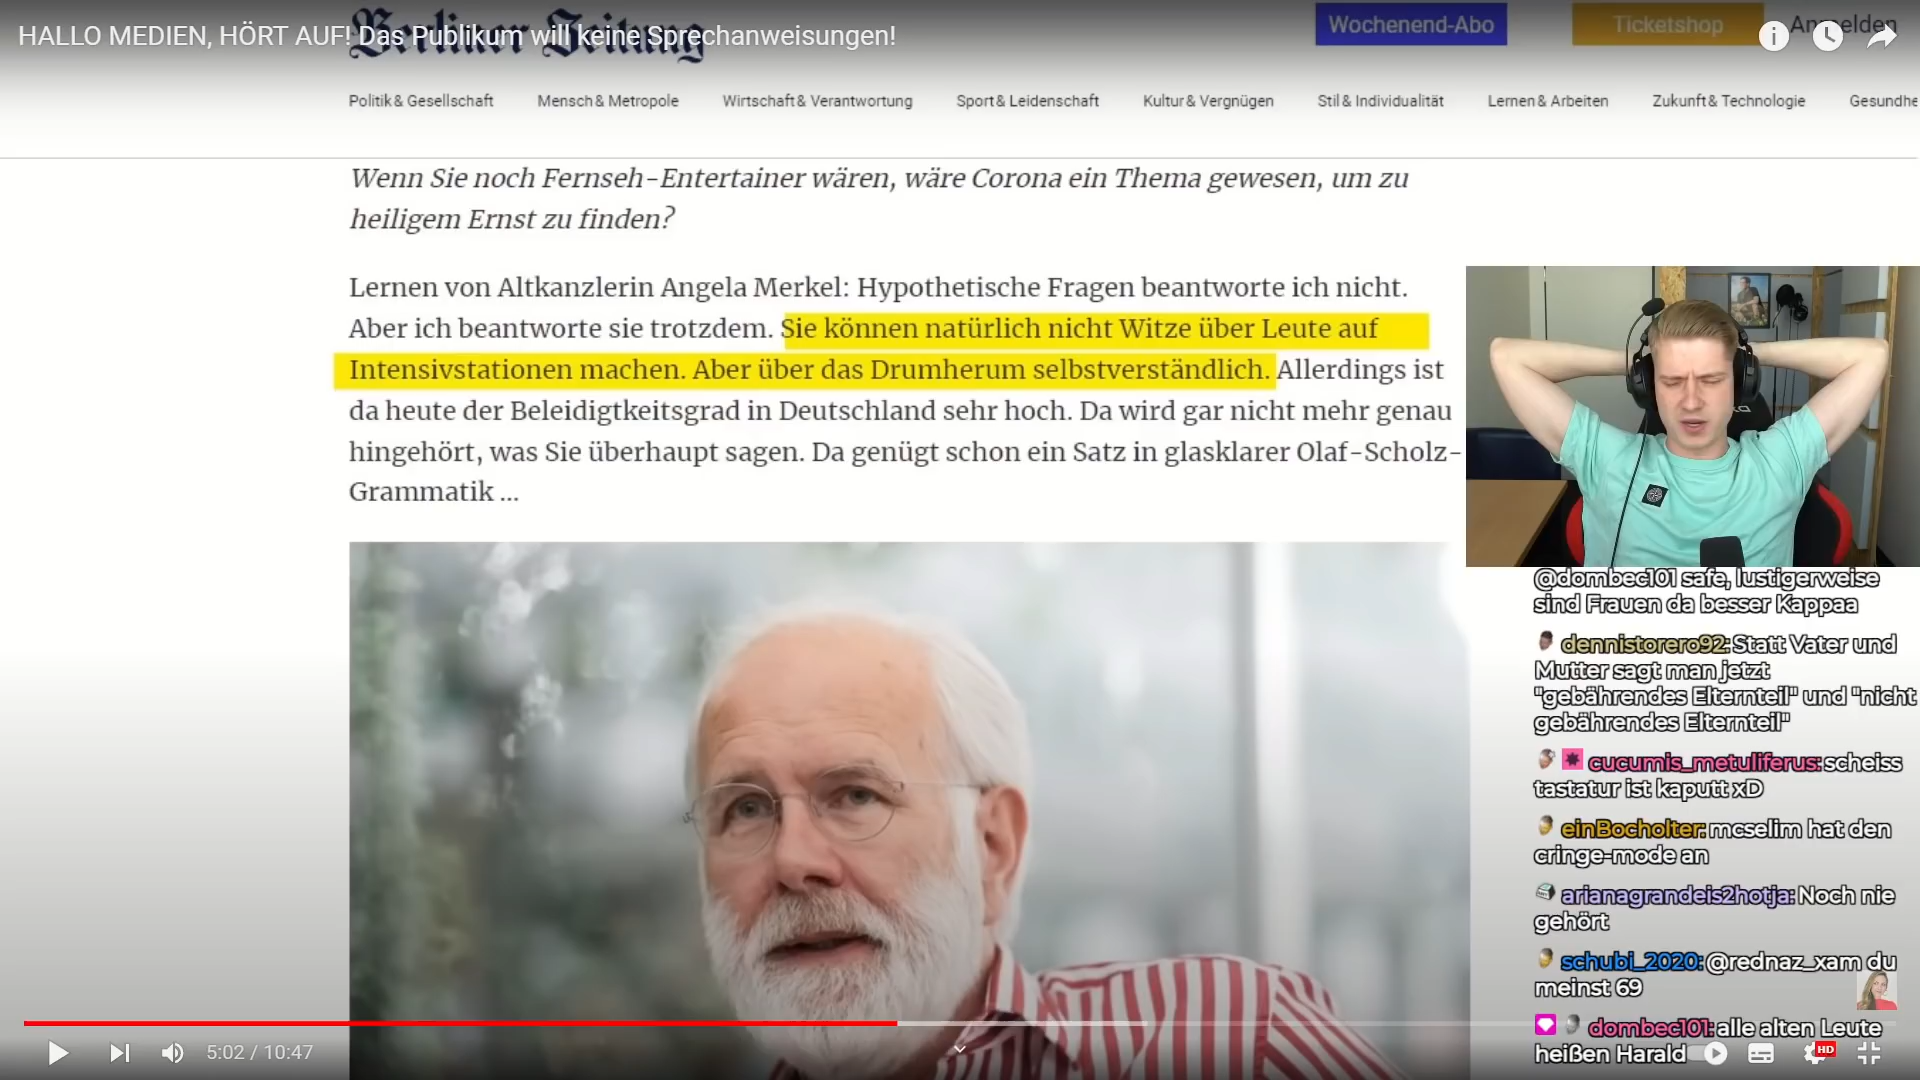 HALLO MEDIEN, HÖRT AUF! Das Publikum will keine Sprechanweisungen!
Berliner Zeitung
Wochenend-Abo
Ticketshop
Anmelden
Politik & Gesellschaft
Mensch & Metropole
Wirtschaft & Verantwortung
Sport & Leidenschaft
Kultur & Vergnügen
Stil & Individualität
Lernen & Arbeiten
Zukunft & Technologie
Gesundhe
Wenn Sie noch Fernseh-Entertainer wären, wäre Corona ein Thema gewesen, um zu
heiligem Ernst zu finden?
Lernen von Altkanzlerin Angela Merkel: Hypothetische Fragen beantworte ich nicht.
Aber ich beantworte sie trotzdem. Sie können natürlich nicht Witze über Leute auf
Intensivstationen machen. Aber über das Drumherum selbstverständlich. Allerdings ist
da heute der Beleidigtkeitsgrad in Deutschland sehr hoch. Da wird gar nicht mehr genau
hingehört, was Sie überhaupt sagen. Da genügt schon ein Satz in glasklarer Olaf-Scholz-
Grammatik ...
@dombec101 safe, lustigerweise
sind Frauen da besser Kappaa
dennistorero92: Statt Vater und
Mutter sagt man jetzt
"gebährendes Elternteil" und "nicht
gebährendes Elternteil"
cucumis_metuliferus: scheiss
tastatur ist kaputt xD
einBocholter: mcselim hat den
cringe-mode an
arianagrandeis2hotja: Noch nie
gehört
schubi_2020: @rednaz_xam du
meinst 69
dombec101: alle alten Leute
heißen Harald
5:02 / 10:47
HD